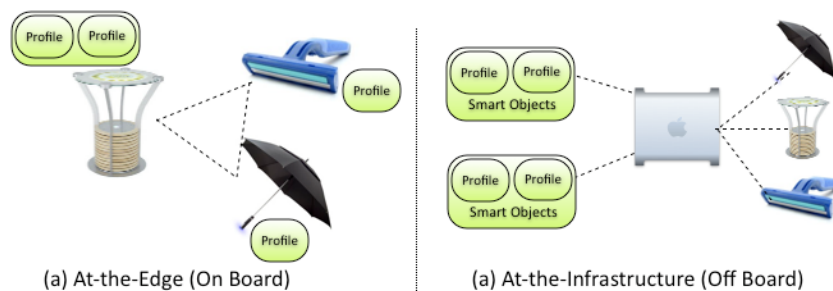 Profile Profile
Profile
Profile
(a) At-the-Edge (On Board)
Profile Profile
Smart Objects
Profile Profile
Smart Objects
(a) At-the-Infrastructure (Off Board)